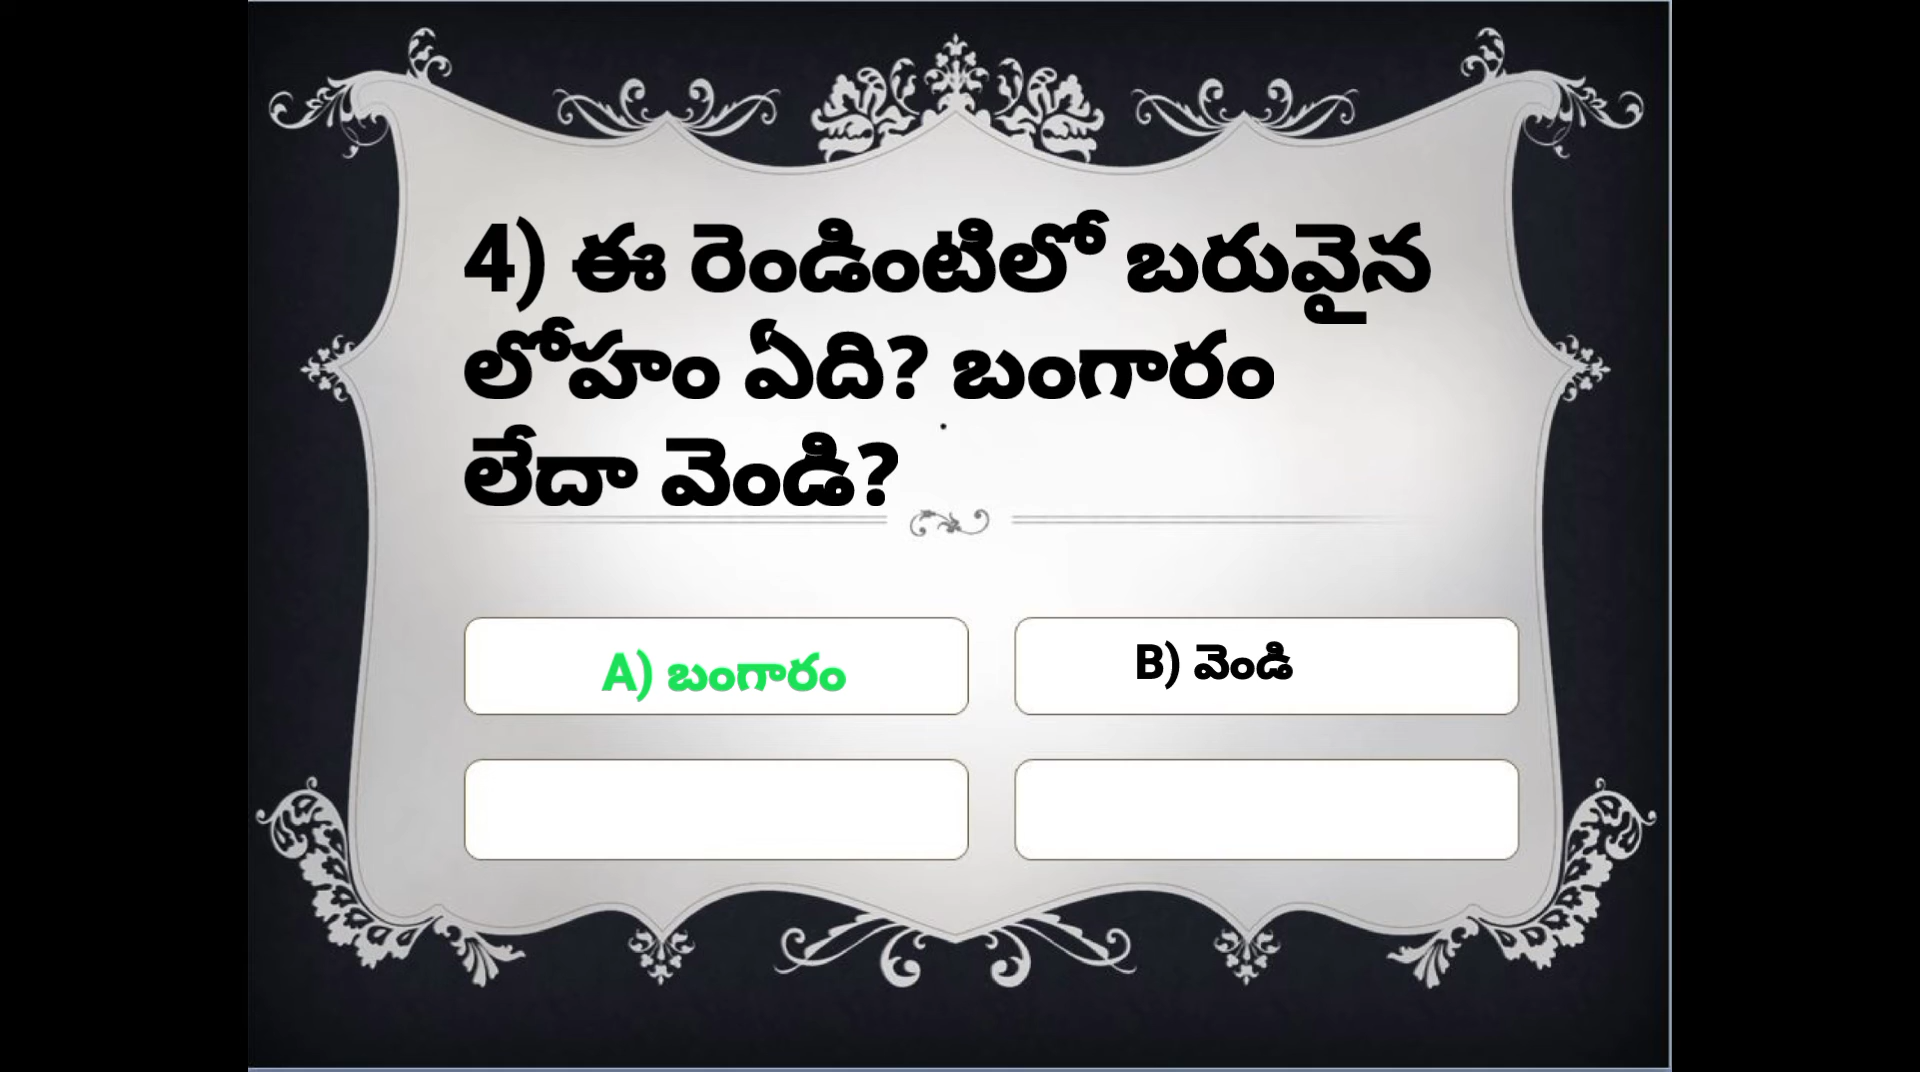 4) ఈ రెండింటిలో బరువైన
లోహం ఏది? బంగారం
లేదా వెండి?
A) బంగారం
B) వెండి